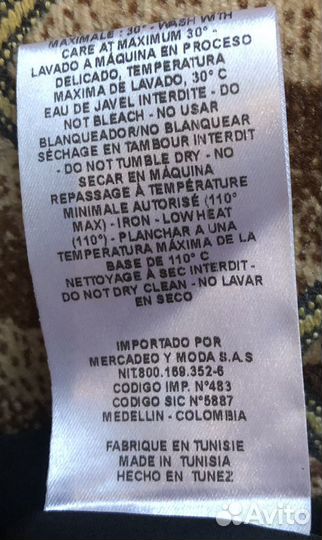 MAXIMALE : 30° - WASH WITH
CARE AT MAXIMUM 30° -
LAVADO A MÁQUINA EN PROCESO
DELICADO, TEMPERATURA
MAXIMA DE LAVADO, 30° C
EAU DE JAVEL INTERDITE - DO
NOT BLEACH - NO USAR
BLANQUEADOR/NO BLANQUEAR
SÉCHAGE EN TAMBOUR INTERDIT
- DO NOT TUMBLE DRY - NO
SECAR EN MÁQUINA
REPASSAGE À TEMPÉRATURE
MINIMALE AUTORISÉE (110°
MAX) - IRON - LOW HEAT
(110°) - PLANCHAR A UNA
TEMPERATURA MÁXIMA DE LA
BASE DE 110° C
NETTOYAGE À SEC INTERDIT -
DO NOT DRY CLEAN - NO LAVAR
EN SECO
IMPORTADO POR
MERCADEO Y MODA S.A.S
NIT.800.169.352-6
CODIGO IMP. N°483
CODIGO SIC N°5887
MEDELLIN - COLOMBIA
FABRIQUE EN TUNISIE
MADE IN TUNISIA
HECHO EN TUNEZ
Avito